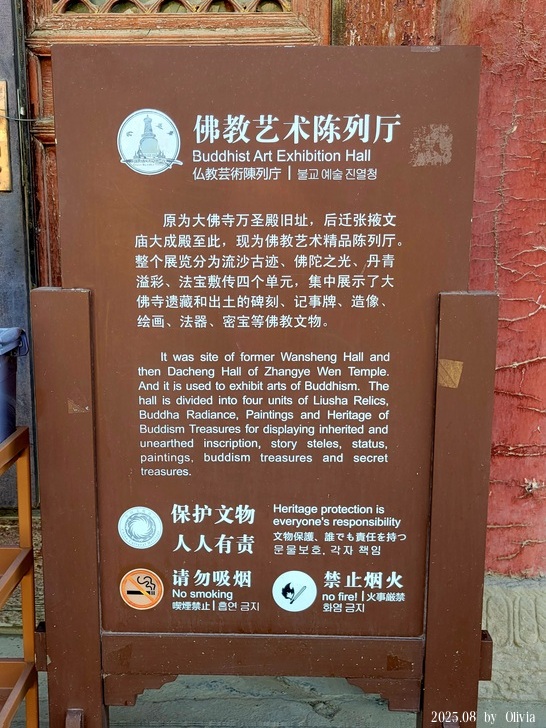 佛教艺术陈列厅
Buddhist Art Exhibition Hall
仏教芸術陳列庁 | 불교 예술 진열청
原为大佛寺万圣殿旧址，后迁张掖文
庙大成殿至此，现为佛教艺术精品陈列厅。
整个展览分为流沙古迹、佛陀之光、丹青
溢彩、法宝敷传四个单元，集中展示了大
佛寺遗藏和出土的碑刻、记事牌、造像、
绘画、法器、密宝等佛教文物。
It was site of former Wansheng Hall and
then Dacheng Hall of Zhangye Wen Temple.
And it is used to exhibit arts of Buddhism. The
hall is divided into four units of Liusha Relics,
Buddha Radiance, Paintings and Heritage of
Buddism Treasures for displaying inherited and
unearthed inscription, story steles, status,
paintings, buddism treasures and secret
treasures.
保护文物
人人有责
Heritage protection is
everyone's responsibility
文物保護、誰でも責任を持つ
문물보호, 각자 책임
请勿吸烟
No smoking
喫煙禁止 | 흡연 금지
禁止烟火
no fire! | 火事厳禁
화염 금지
2025.08 by Olivia